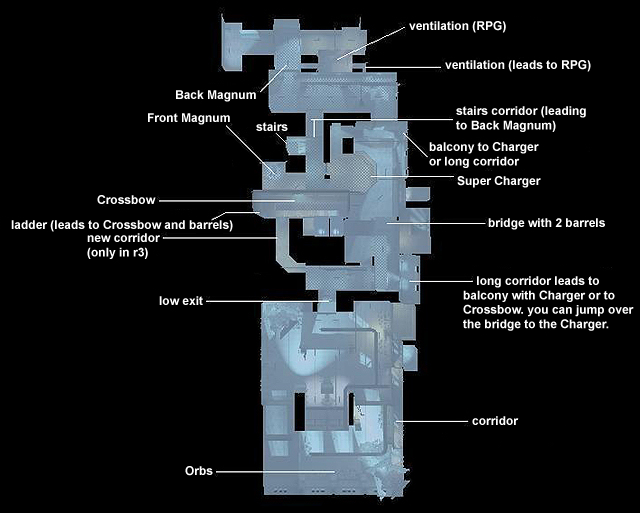 ventilation (RPG)
ventilation (leads to RPG)
Back Magnum
Front Magnum
stairs
stairs corridor (leading
to Back Magnum)
balcony to Charger
or long corridor
Super Charger
Crossbow
ladder (leads to Crossbow and barrels)
new corridor
(only in r3)
bridge with 2 barrels
long corridor leads to
balcony with Charger or to
Crossbow. you can jump over
the bridge to the Charger.
low exit
corridor
Orbs